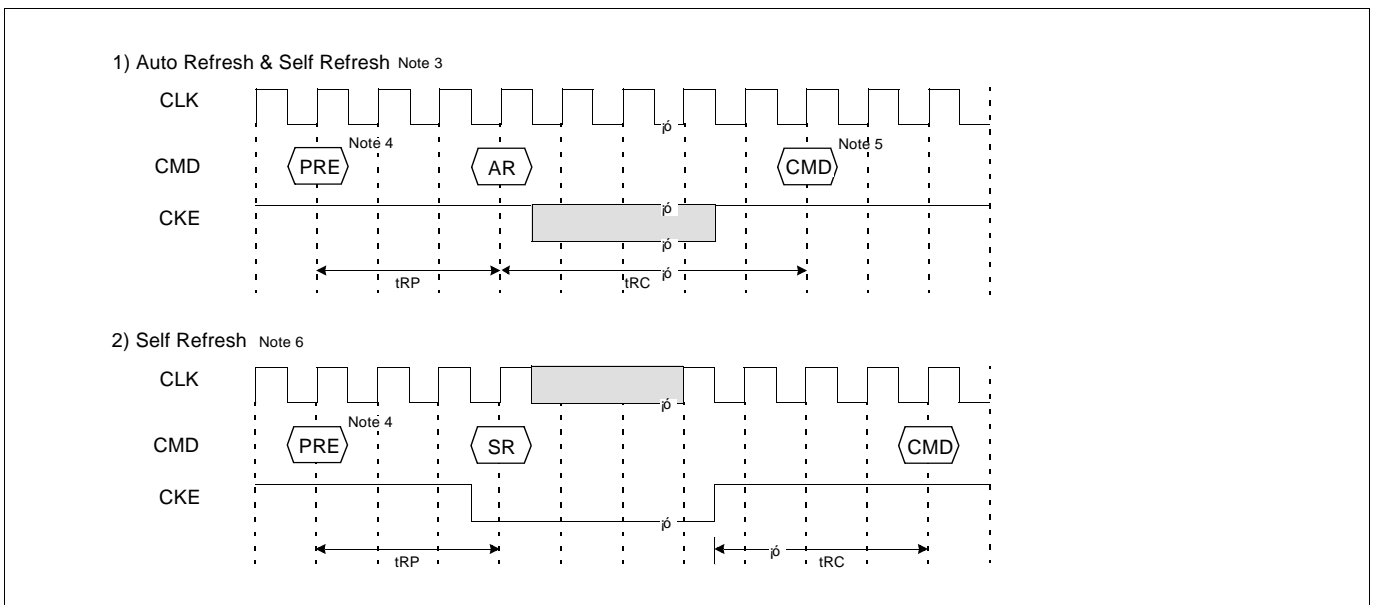 1) Auto Refresh & Self Refresh Note 3
CLK
¡ó
CMD
PRE
Note 4
AR
CMD
Note 5
CKE
¡ó
¡ó
tRP
¡ó
tRC
2) Self Refresh Note 6
CLK
¡ó
CMD
PRE
Note 4
SR
CMD
CKE
¡ó
tRP
¡ó
tRC